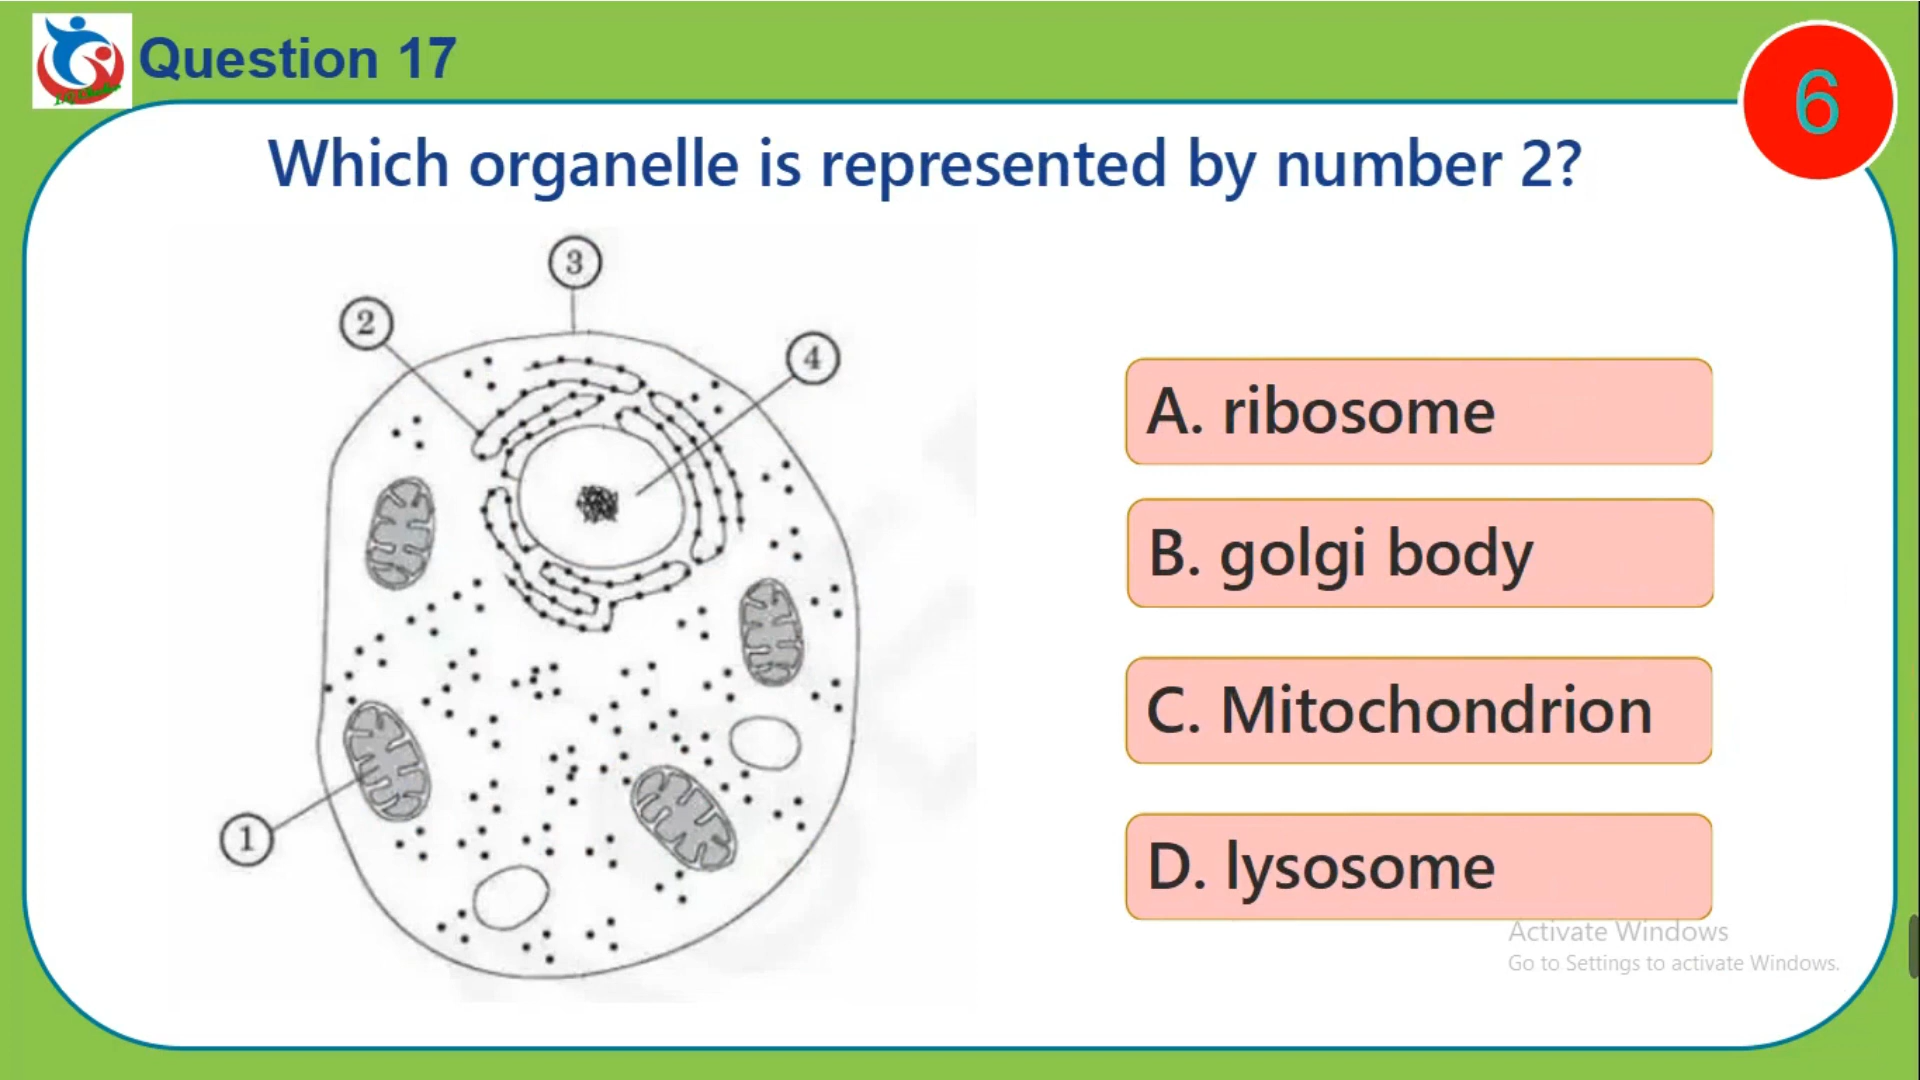 Question 17
6
Which organelle is represented by number 2?
3
2
4
1
A. ribosome
B. golgi body
C. Mitochondrion
D. lysosome
Activate Windows
Go to Settings to activate Windows.